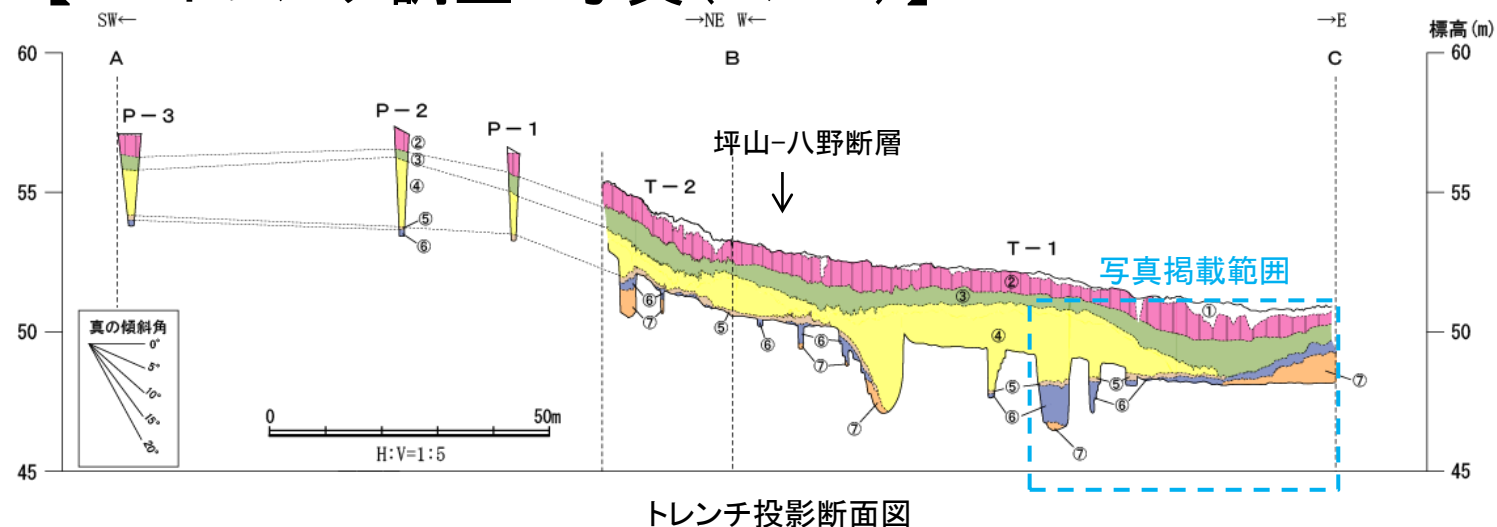 SW← →NE W← →E
標高(m)
60 A B C 60
P-3 P-2 P-1
②
③
④
⑤
⑥
坪山-八野断層
55 T-2 55
T-1
写真掲載範囲
② ①
③
50 ④ 50
⑥ ⑤ ⑥ ⑥ ⑤ ⑤ ⑦
⑦ ⑦ ⑥ ⑥
⑦ ⑦
真の傾斜角
0°
5°
10°
15°
20°
0 50m
H:V=1:5
45 45
トレンチ投影断面図